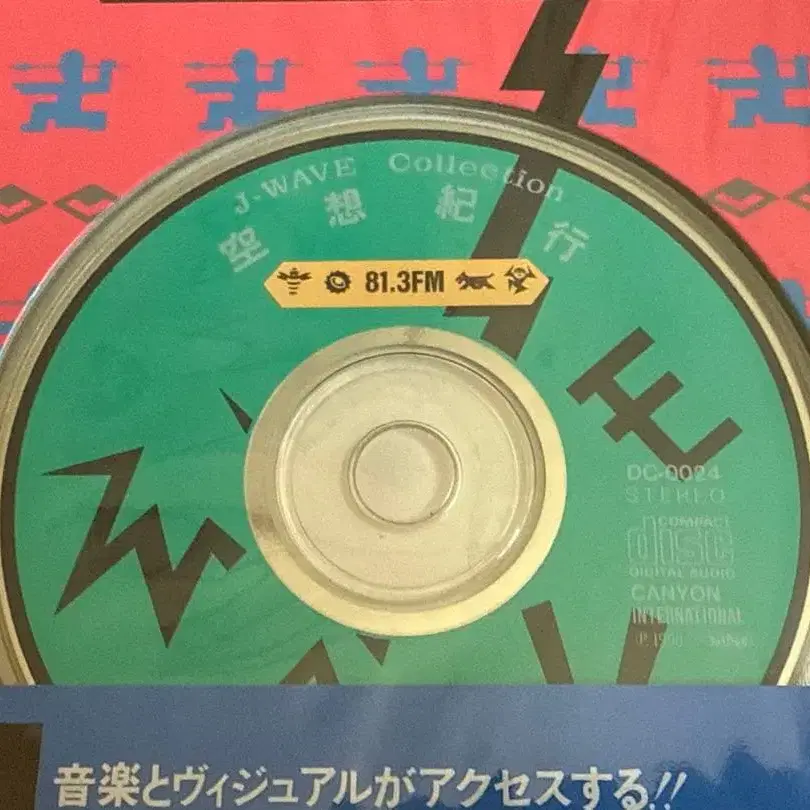 J-WAVE Collection
空想紀行
81.3FM
DC-0024
STEREO
COMPACT
disc
DIGITAL AUDIO
CANYON
INTERNATIONAL
音楽とヴィジュアルがアクセスする!!